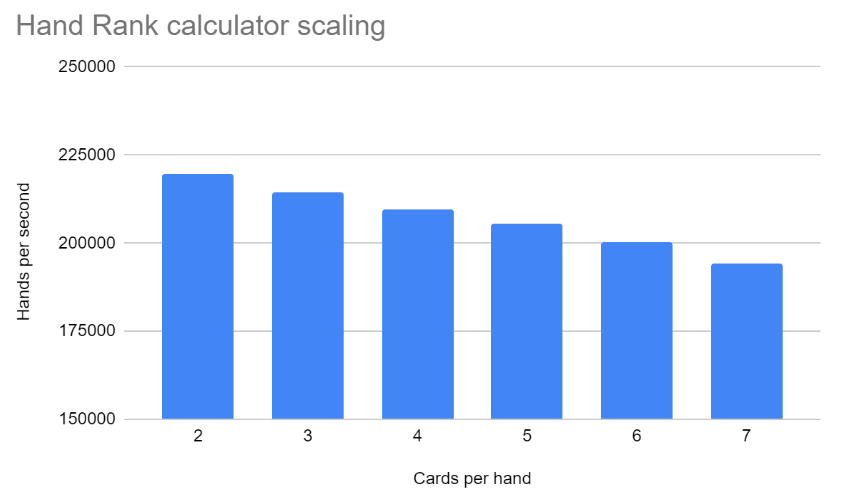 Hand Rank calculator scaling
250000
225000
200000
175000
150000
Hands per second
2 3 4 5 6 7
Cards per hand